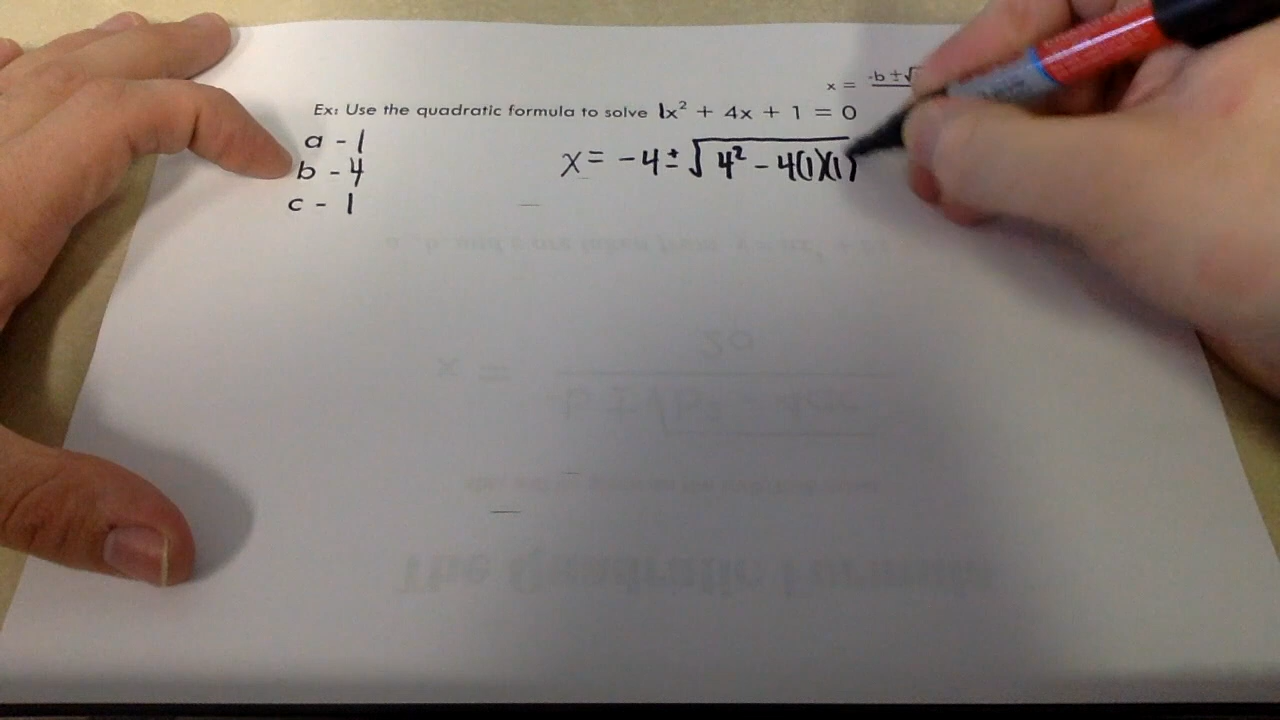 x = -b ±√
Ex: Use the quadratic formula to solve 1x² + 4x + 1 = 0
a - 1
x = -4 ± √4² - 4(1)(1)
b - 4
c - 1